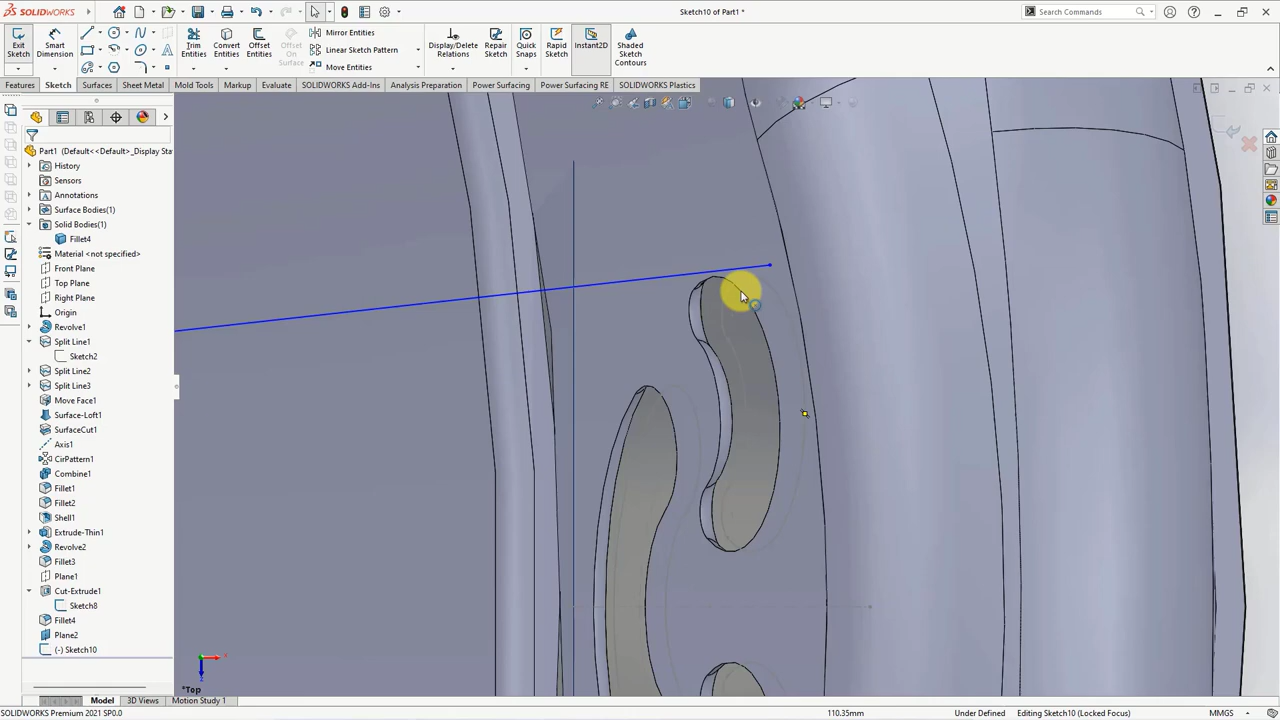 SOLIDWORKS
Sketch10 of Part1 *
Search Commands
Exit Sketch
Smart Dimension
Trim Entities
Convert Entities
Offset Entities
Offset On Surface
Mirror Entities
Linear Sketch Pattern
Move Entities
Display/Delete Relations
Repair Sketch
Quick Snaps
Rapid Sketch
Instant2D
Shaded Sketch Contours
Features
Sketch
Surfaces
Sheet Metal
Mold Tools
Markup
Evaluate
SOLIDWORKS Add-Ins
Analysis Preparation
Power Surfacing
Power Surfacing RE
SOLIDWORKS Plastics
Part1 (Default<<Default>_Display Sta
History
Sensors
Annotations
Surface Bodies(1)
Solid Bodies(1)
Fillet4
Material <not specified>
Front Plane
Top Plane
Right Plane
Origin
Revolve1
Split Line1
Sketch2
Split Line2
Split Line3
Move Face1
Surface-Loft1
SurfaceCut1
Axis1
CirPattern1
Combine1
Fillet1
Fillet2
Shell1
Extrude-Thin1
Revolve2
Fillet3
Plane1
Cut-Extrude1
Sketch8
Fillet4
Plane2
(-) Sketch10
*Top
Model
3D Views
Motion Study 1
SOLIDWORKS Premium 2021 SP0.0
110.35mm
Under Defined
Editing Sketch10 (Locked Focus)
MMGS